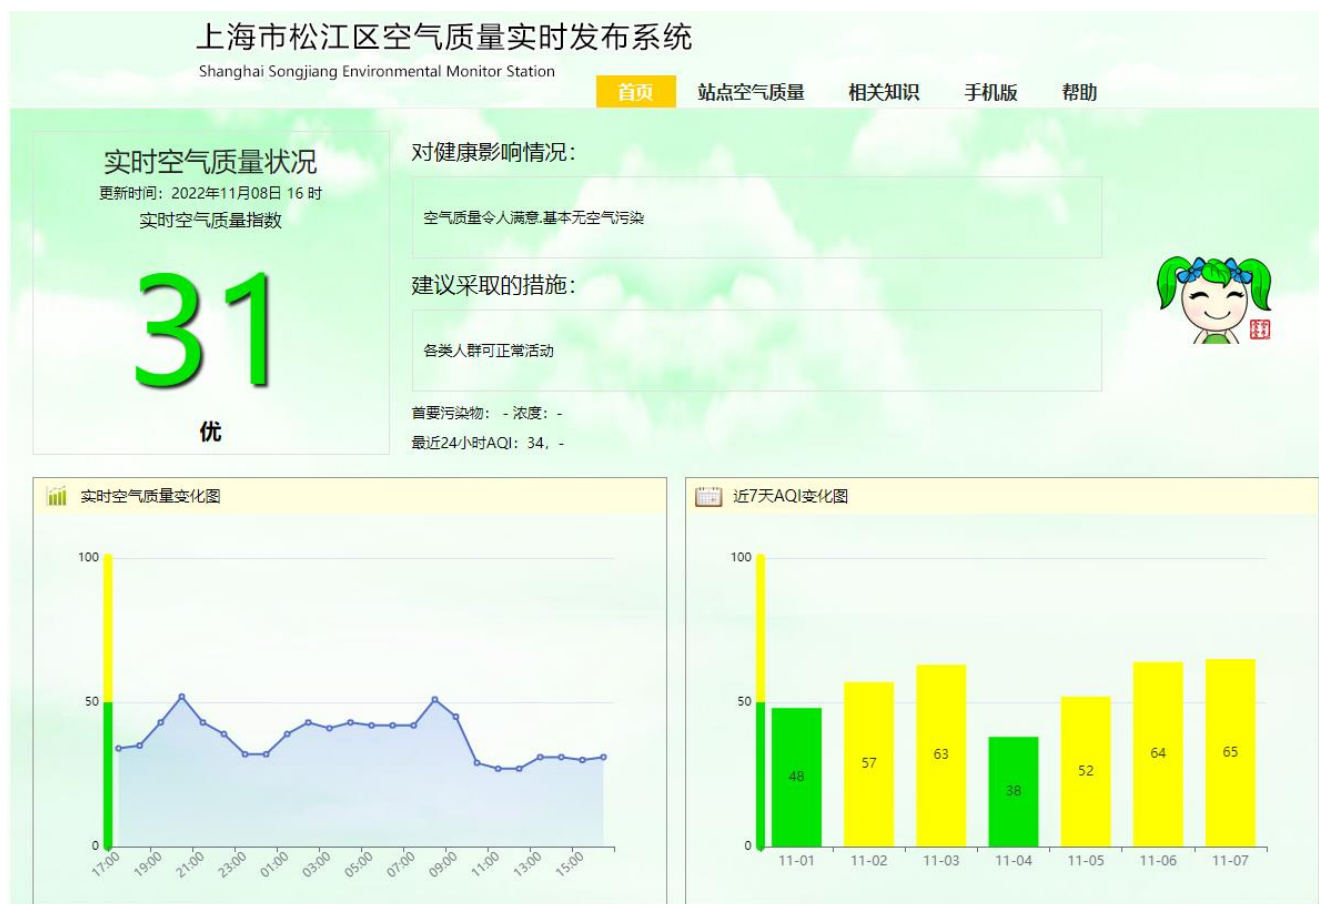 上海市松江区空气质量实时发布系统
Shanghai Songjiang Environmental Monitor Station
首页 站点空气质量 相关知识 手机版 帮助
实时空气质量状况
更新时间：2022年11月08日 16 时
实时空气质量指数
31
优
对健康影响情况：
空气质量令人满意.基本无空气污染
建议采取的措施：
各类人群可正常活动
首要污染物： - 浓度：-
最近24小时AQI：34，-
实时空气质量变化图
100
50
0
17:00 19:00 21:00 23:00 01:00 03:00 05:00 07:00 09:00 11:00 13:00 15:00
近7天AQI变化图
100
50
0
48 57 63 38 52 64 65
11-01 11-02 11-03 11-04 11-05 11-06 11-07